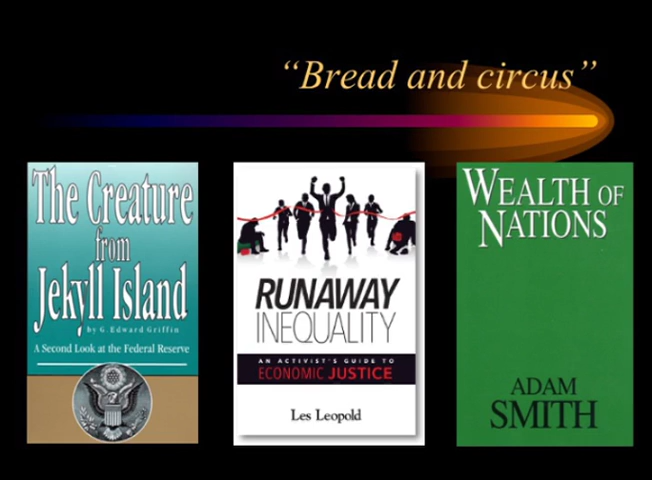 “Bread and circus”
The Creature
from
Jekyll Island
by G. Edward Griffin
A Second Look at the Federal Reserve
RUNAWAY
INEQUALITY
AN ACTIVIST'S GUIDE TO
ECONOMIC JUSTICE
Les Leopold
WEALTH OF
NATIONS
ADAM
SMITH